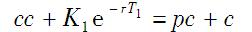 cc + K₁e⁻ʳᵀ₁ = pc + c